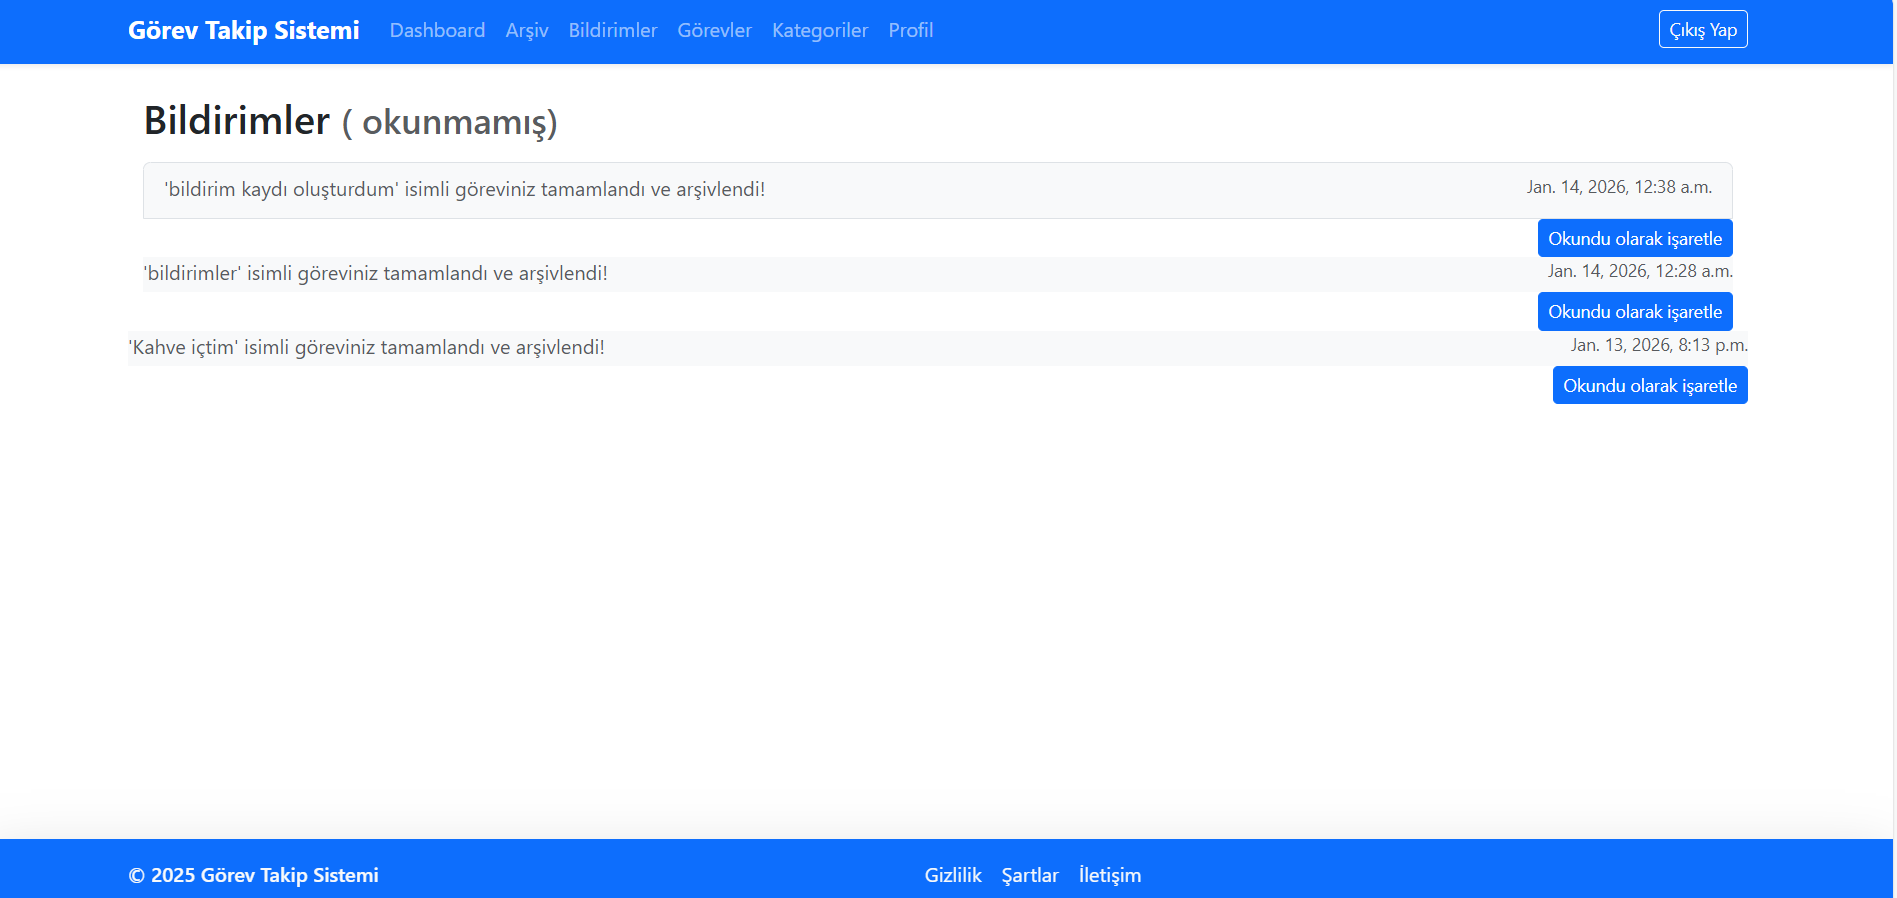 Görev Takip Sistemi Dashboard Arşiv Bildirimler Görevler Kategoriler Profil Çıkış Yap
Bildirimler ( okunmamış)
'bildirim kaydı oluşturdum' isimli göreviniz tamamlandı ve arşivlendi! Jan. 14, 2026, 12:38 a.m.
Okundu olarak işaretle
'bildirimler' isimli göreviniz tamamlandı ve arşivlendi! Jan. 14, 2026, 12:28 a.m.
Okundu olarak işaretle
'Kahve içtim' isimli göreviniz tamamlandı ve arşivlendi! Jan. 13, 2026, 8:13 p.m.
Okundu olarak işaretle
© 2025 Görev Takip Sistemi Gizlilik Şartlar İletişim